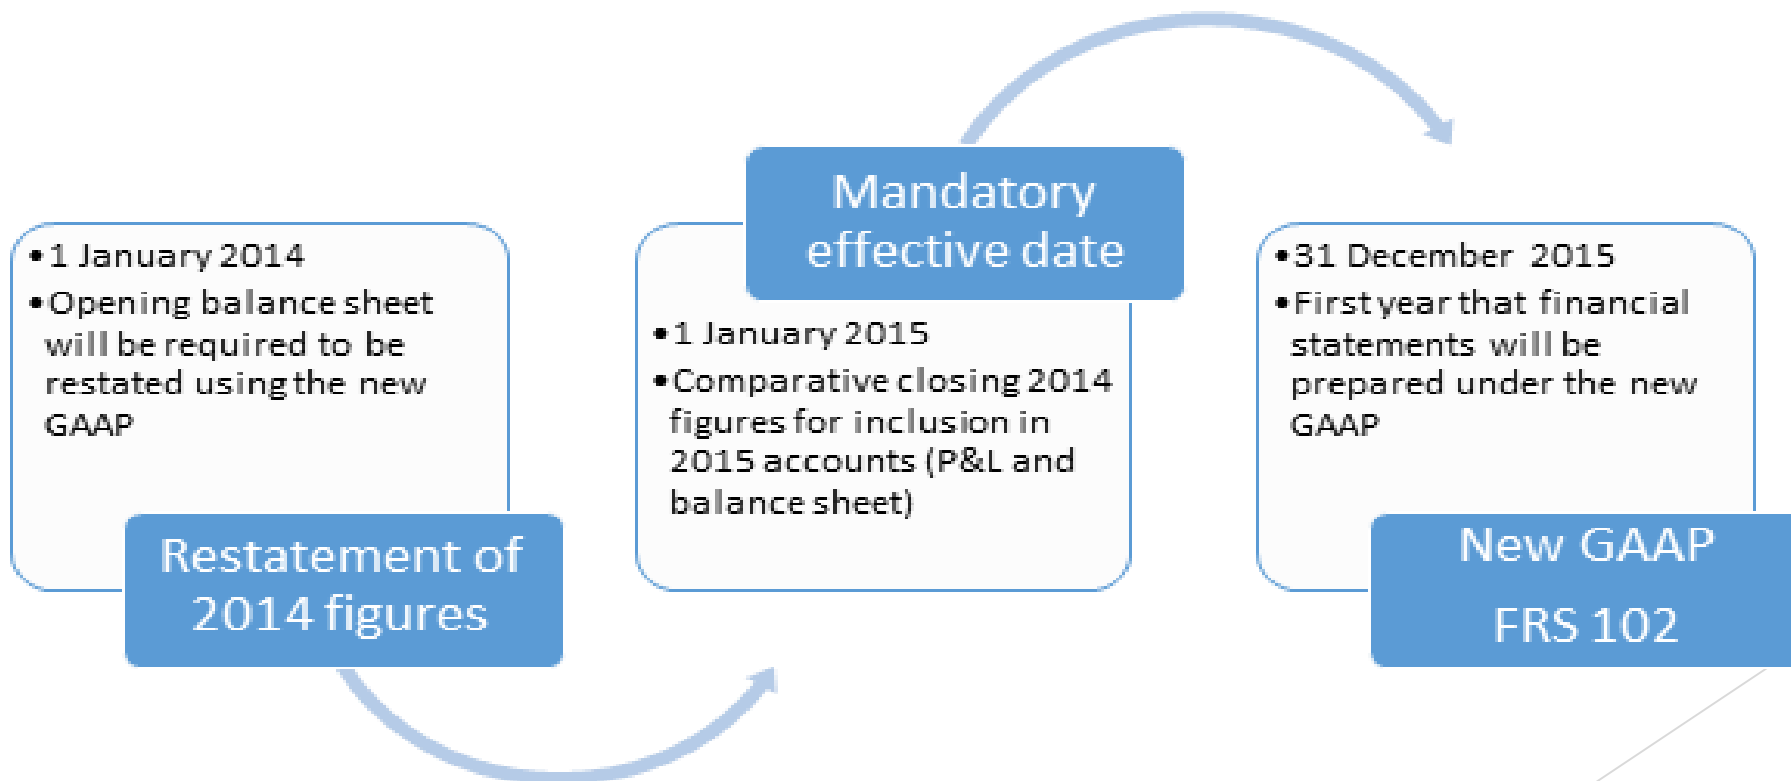 •1 January 2014
•Opening balance sheet
will be required to be
restated using the new
GAAP
Restatement of
2014 figures
Mandatory
effective date
•1 January 2015
•Comparative closing 2014
figures for inclusion in
2015 accounts (P&L and
balance sheet)
•31 December 2015
•First year that financial
statements will be
prepared under the new
GAAP
New GAAP
FRS 102